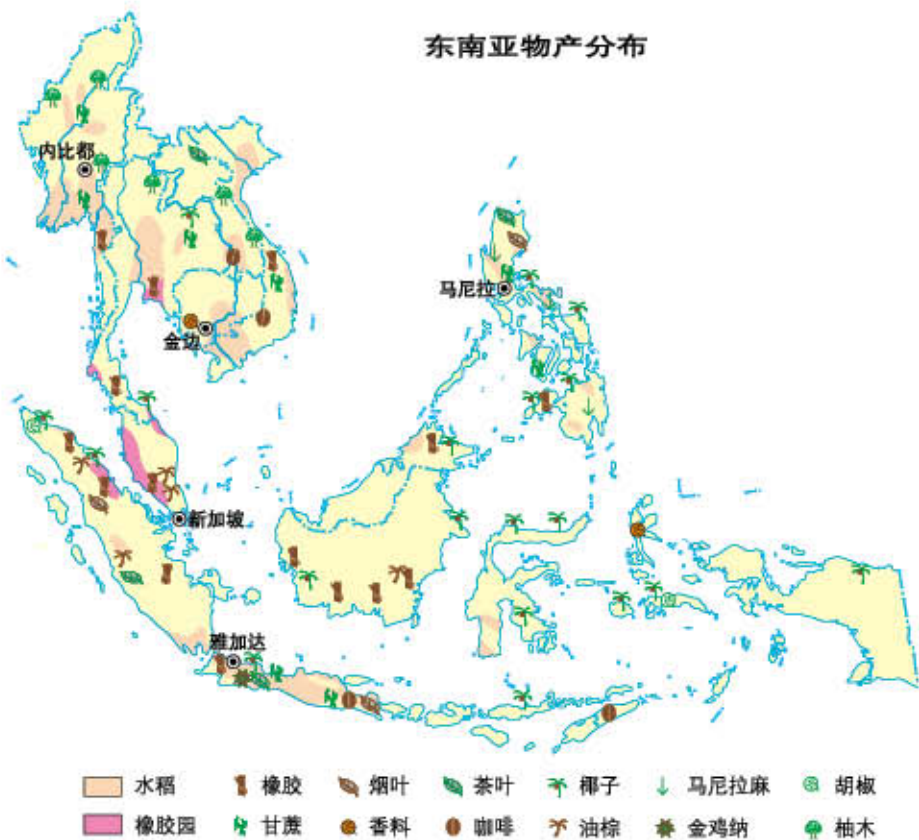 东南亚物产分布
内比都
马尼拉
金边
新加坡
雅加达
水稻 橡胶 烟叶 茶叶 椰子 马尼拉麻 胡椒
橡胶园 甘蔗 香料 咖啡 油棕 金鸡纳 柚木